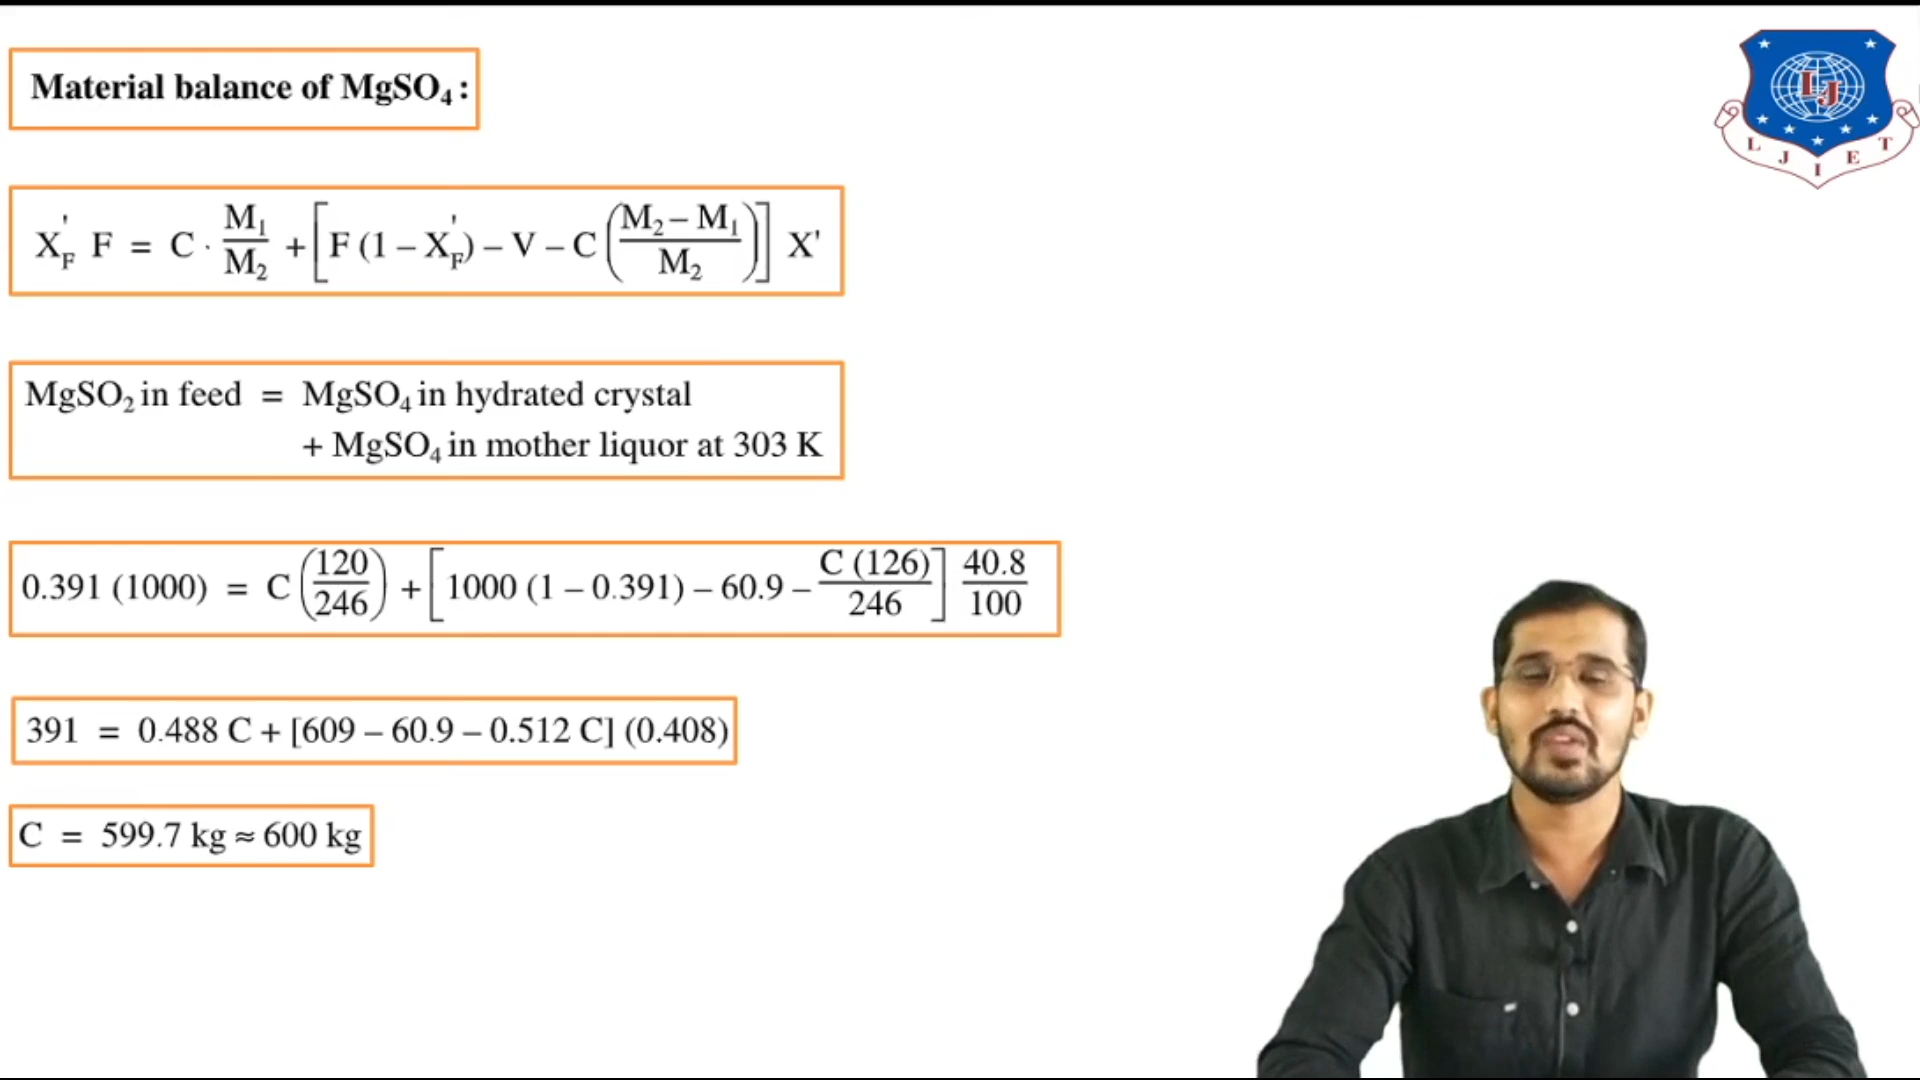 Material balance of MgSO₄ :
X'_F F = C · M₁/M₂ + [F (1 – X'_F) – V – C ((M₂ – M₁)/M₂)] X'
MgSO₂ in feed = MgSO₄ in hydrated crystal
+ MgSO₄ in mother liquor at 303 K
0.391 (1000) = C (120/246) + [1000 (1 – 0.391) – 60.9 – C (126)/246] 40.8/100
391 = 0.488 C + [609 – 60.9 – 0.512 C] (0.408)
C = 599.7 kg ≈ 600 kg
LJ
L J I E T